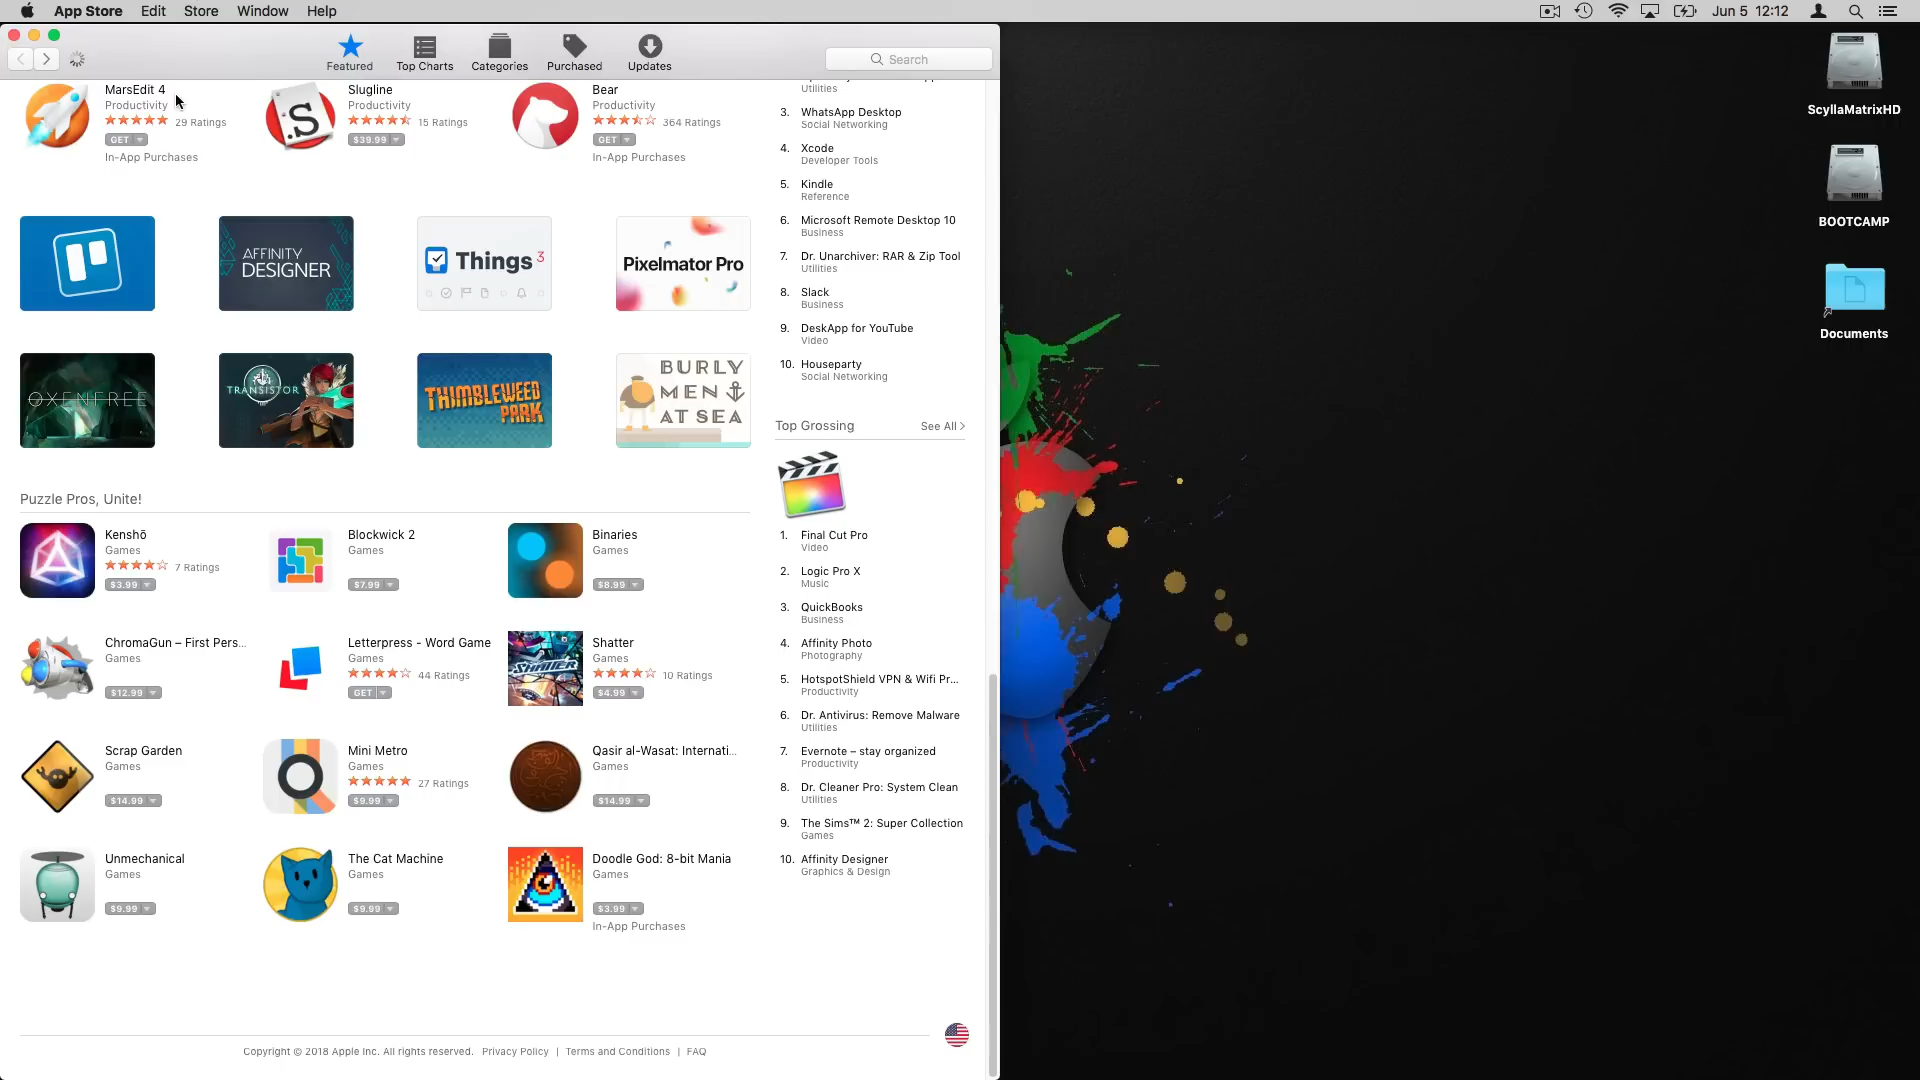 App Store Edit Store Window Help
Jun 5 12:12
Featured
Top Charts
Categories
Purchased
Updates
Search
MarsEdit 4
Productivity
29 Ratings
GET
In-App Purchases
Slugline
Productivity
15 Ratings
$39.99
Bear
Productivity
364 Ratings
GET
In-App Purchases
AFFINITY
DESIGNER
Things 3
Pixelmator Pro
OXENFREE
TRANSISTOR
THIMBLEWEED
PARK
BURLY
MEN
AT SEA
Puzzle Pros, Unite!
Kenshō
Games
7 Ratings
$3.99
Blockwick 2
Games
$7.99
Binaries
Games
$8.99
ChromaGun – First Pers...
Games
$12.99
Letterpress - Word Game
Games
44 Ratings
GET
SHATTER
Shatter
Games
10 Ratings
$4.99
Scrap Garden
Games
$14.99
Mini Metro
Games
27 Ratings
$9.99
Qasir al-Wasat: Internati...
Games
$14.99
Unmechanical
Games
$9.99
The Cat Machine
Games
$9.99
Doodle God: 8-bit Mania
Games
$3.99
In-App Purchases
Utilities
3. WhatsApp Desktop
Social Networking
4. Xcode
Developer Tools
5. Kindle
Reference
6. Microsoft Remote Desktop 10
Business
7. Dr. Unarchiver: RAR & Zip Tool
Utilities
8. Slack
Business
9. DeskApp for YouTube
Video
10. Houseparty
Social Networking
Top Grossing See All >
1. Final Cut Pro
Video
2. Logic Pro X
Music
3. QuickBooks
Business
4. Affinity Photo
Photography
5. HotspotShield VPN & Wifi Pr...
Productivity
6. Dr. Antivirus: Remove Malware
Utilities
7. Evernote – stay organized
Productivity
8. Dr. Cleaner Pro: System Clean
Utilities
9. The Sims™ 2: Super Collection
Games
10. Affinity Designer
Graphics & Design
Copyright © 2018 Apple Inc. All rights reserved. Privacy Policy | Terms and Conditions | FAQ
ScyllaMatrixHD
BOOTCAMP
Documents